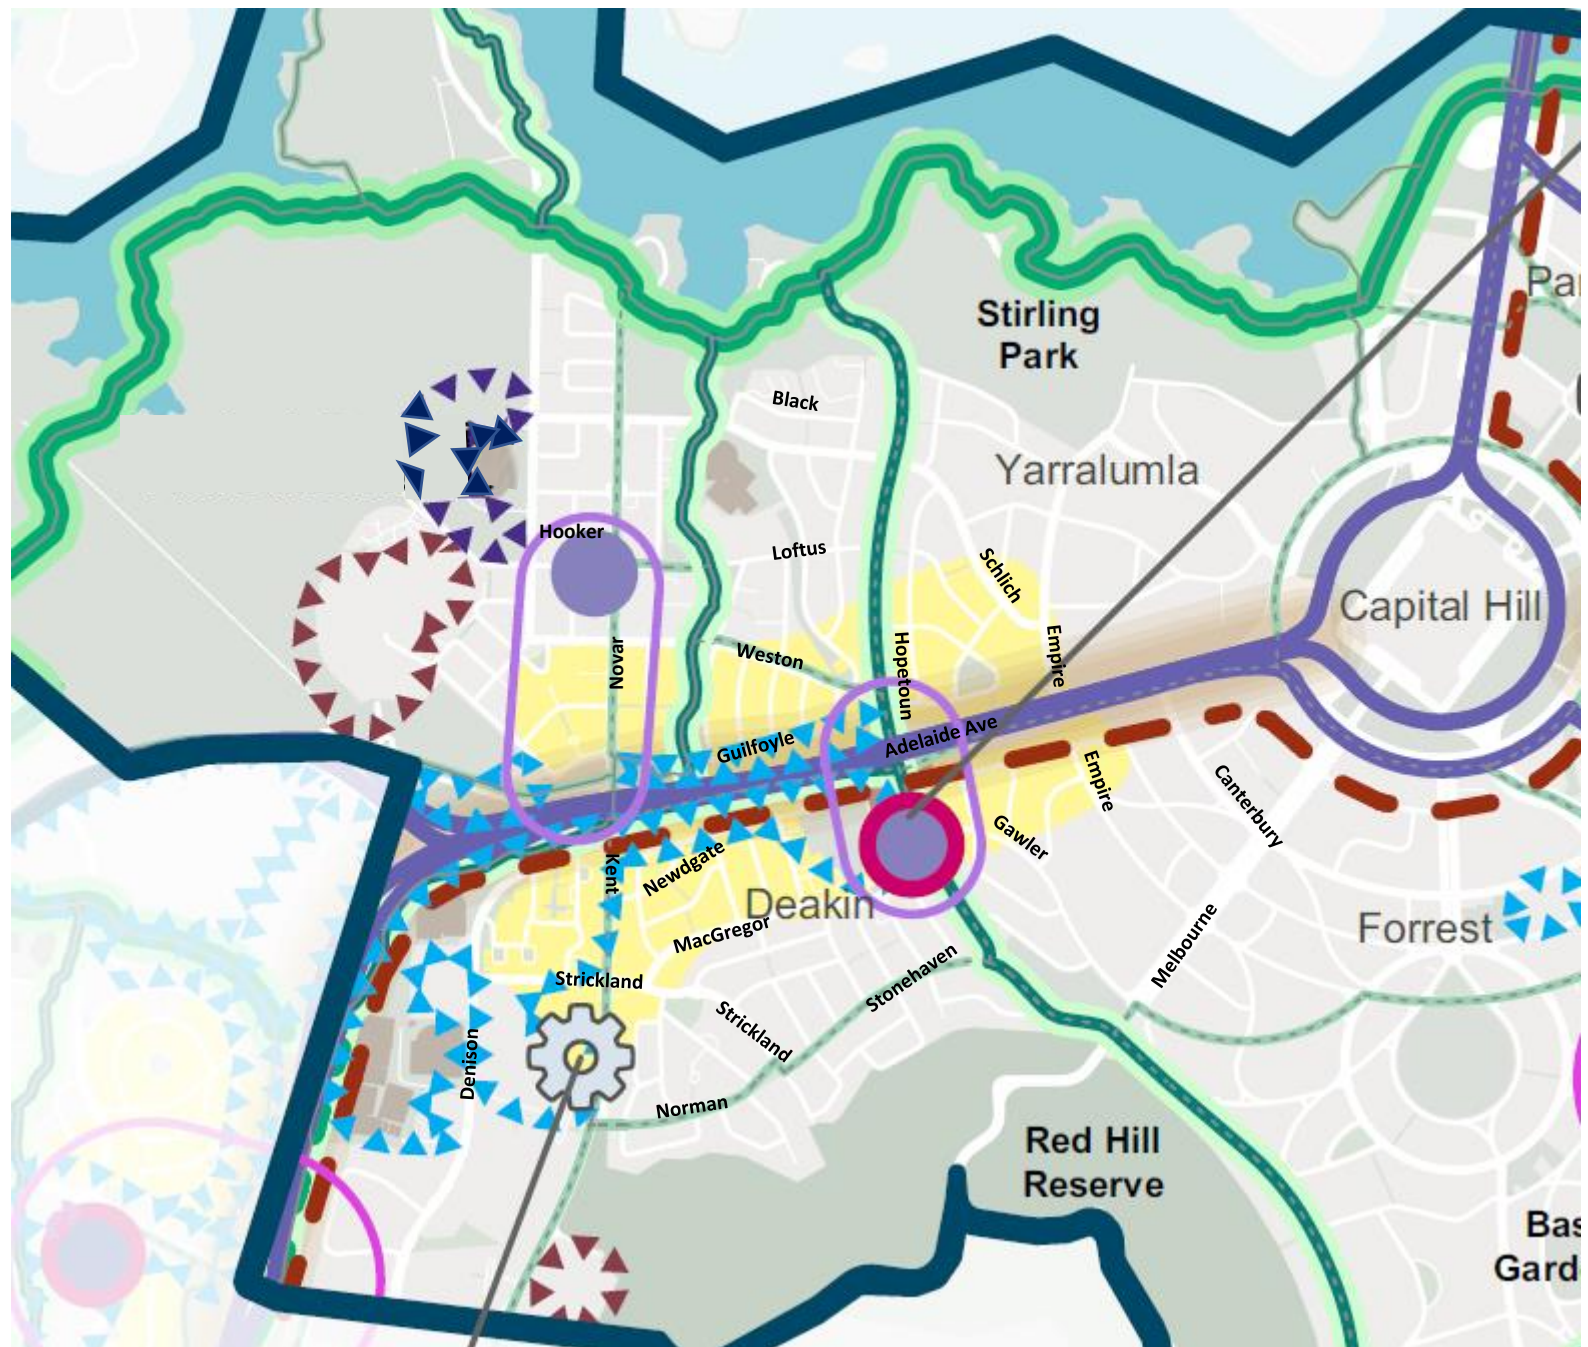 Stirling
Park
Par
Black
Yarralumla
Hooker
Loftus
Schlich
Capital Hill
Novar
Weston
Hopetoun
Empire
Guilfoyle
Adelaide Ave
Empire
Canterbury
Gawler
Kent
Newdgate
Deakin
MacGregor
Forrest
Melbourne
Strickland
Stonehaven
Strickland
Denison
Norman
Red Hill
Reserve
Bas
Gard